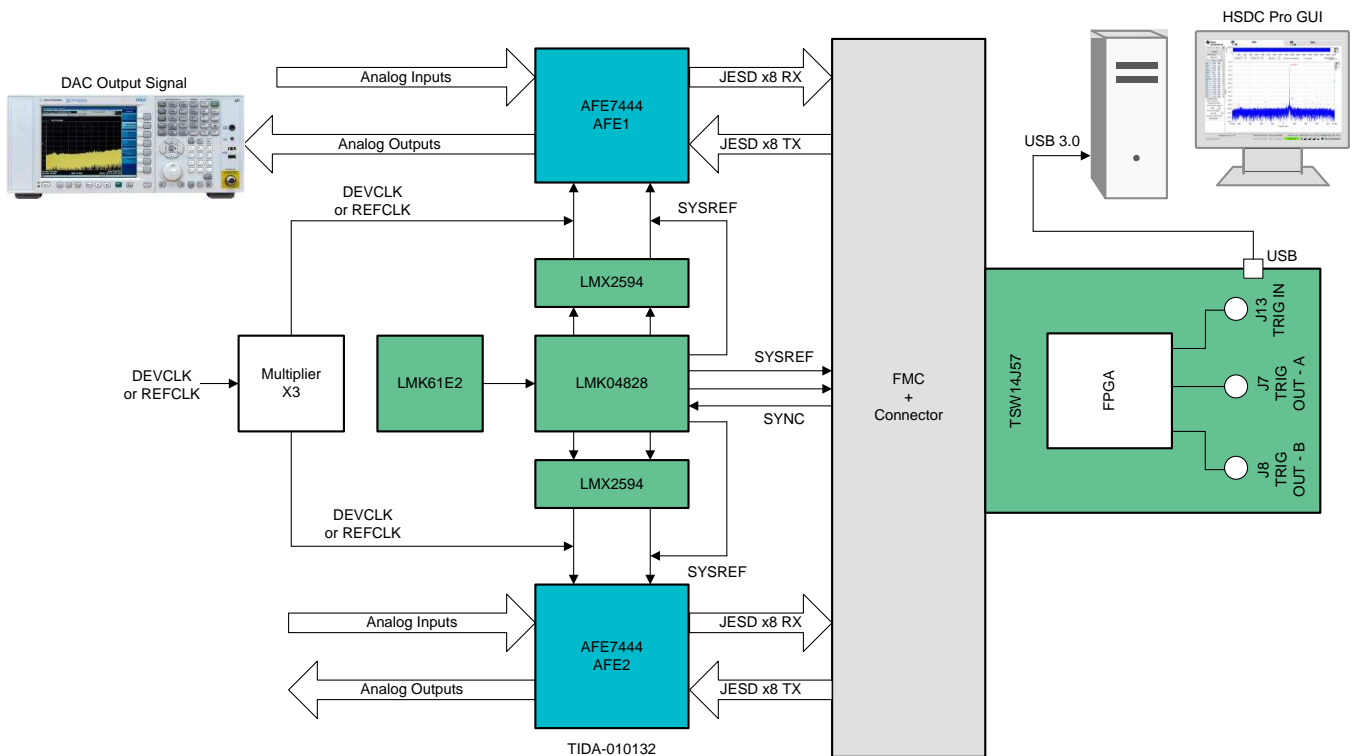 HSDC Pro GUI
DAC Output Signal
Analog Inputs
AFE7444
AFE1
JESD x8 RX
Analog Outputs
JESD x8 TX
USB 3.0
DEVCLK
or REFCLK
SYSREF
LMX2594
USB
DEVCLK
or REFCLK
Multiplier
X3
LMK61E2
LMK04828
SYSREF
SYNC
FMC
+
Connector
TSW14J57
FPGA
J13
TRIG IN
J7
TRIG
OUT - A
J8
TRIG
OUT - B
LMX2594
DEVCLK
or REFCLK
SYSREF
Analog Inputs
AFE7444
AFE2
JESD x8 RX
Analog Outputs
JESD x8 TX
TIDA-010132